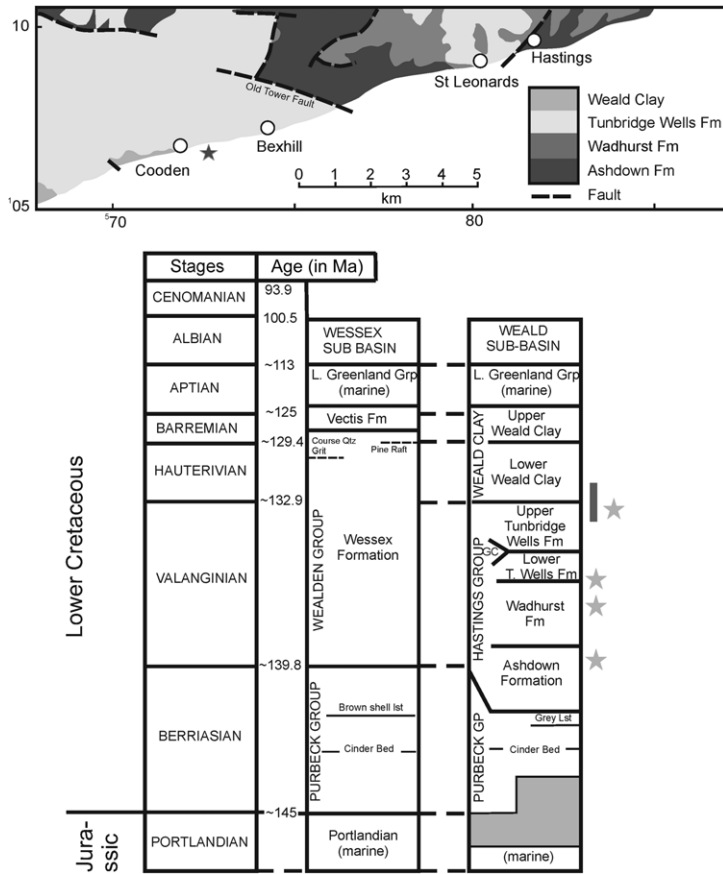 10
Old Tower Fault
St Leonards
Hastings
Bexhill
Cooden
0 1 2 3 4 5
km
Weald Clay
Tunbridge Wells Fm
Wadhurst Fm
Ashdown Fm
Fault
105
570
80
Stages
Age (in Ma)
Lower Cretaceous
Jura-
ssic
CENOMANIAN
ALBIAN
APTIAN
BARREMIAN
HAUTERIVIAN
VALANGINIAN
BERRIASIAN
PORTLANDIAN
93.9
100.5
~113
~125
~129.4
~132.9
~139.8
~145
WESSEX
SUB BASIN
L. Greenland Grp
(marine)
Vectis Fm
Course Qtz
Grit
Pine Raft
WEALDEN GROUP
Wessex
Formation
PURBECK GROUP
Brown shell lst
Cinder Bed
Portlandian
(marine)
WEALD
SUB-BASIN
L. Greenland Grp
(marine)
WEALD CLAY
Upper
Weald Clay
Lower
Weald Clay
HASTINGS GROUP
Upper
Tunbridge
Wells Fm
GC
Lower
T. Wells Fm
Wadhurst
Fm
Ashdown
Formation
PURBECK GP
Grey Lst
Cinder Bed
(marine)